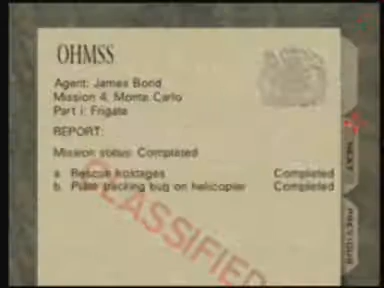 OHMSS
Agent: James Bond
Mission 4: Monte Carlo
Part i: Frigate
REPORT:
Mission status: Completed
a. Rescue hostages Completed
b. Plant tracking bug on helicopter Completed
CLASSIFIED
NEXT
PREVIOUS